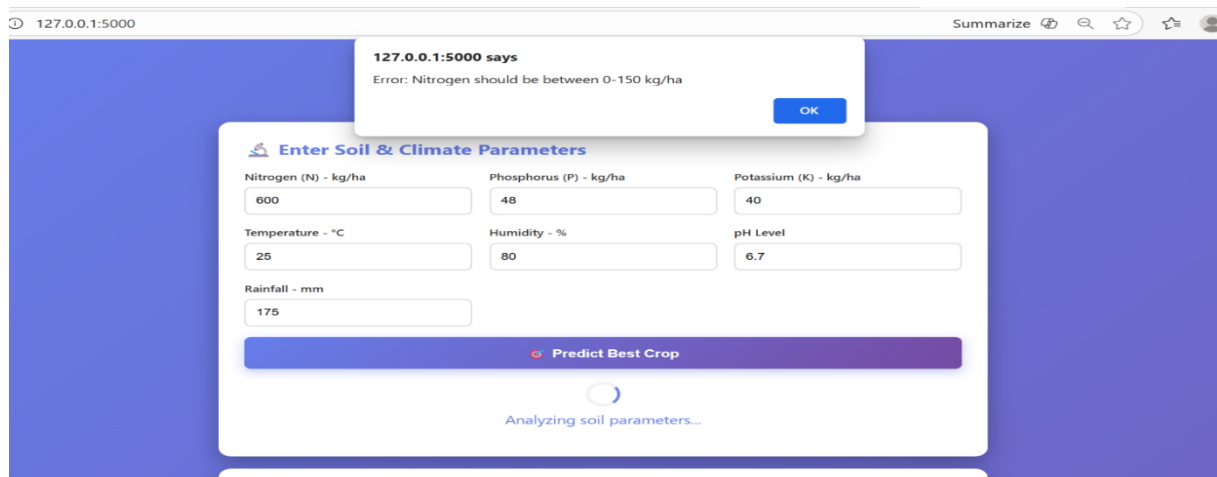 127.0.0.1:5000
Summarize
127.0.0.1:5000 says
Error: Nitrogen should be between 0-150 kg/ha
OK
Enter Soil & Climate Parameters
Nitrogen (N) - kg/ha Phosphorus (P) - kg/ha Potassium (K) - kg/ha
600 48 40
Temperature - °C Humidity - % pH Level
25 80 6.7
Rainfall - mm
175
Predict Best Crop
Analyzing soil parameters...